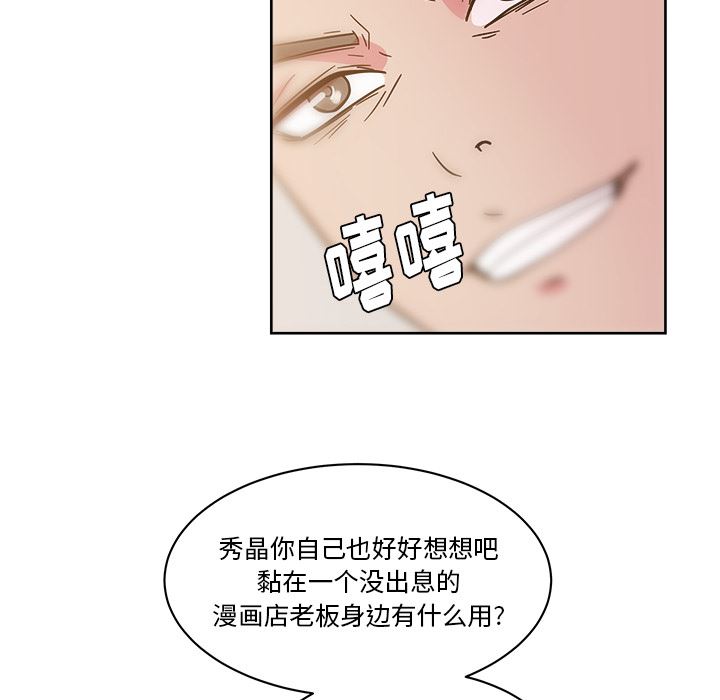 嘻嘻
秀晶你自己也好好想想吧
黏在一个没出息的
漫画店老板身边有什么用?